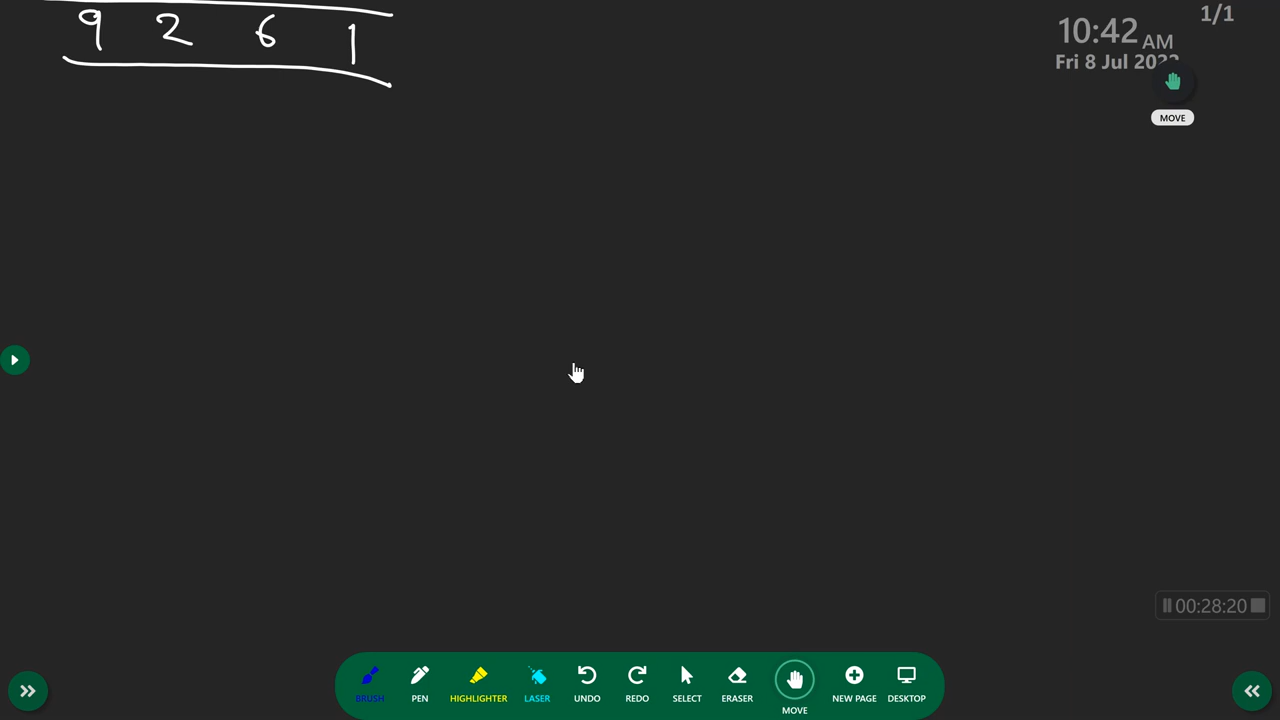 9 2 6 1
1/1
10:42 AM
Fri 8 Jul
MOVE
00:28:20
BRUSH PEN HIGHLIGHTER LASER UNDO REDO SELECT ERASER MOVE NEW PAGE DESKTOP